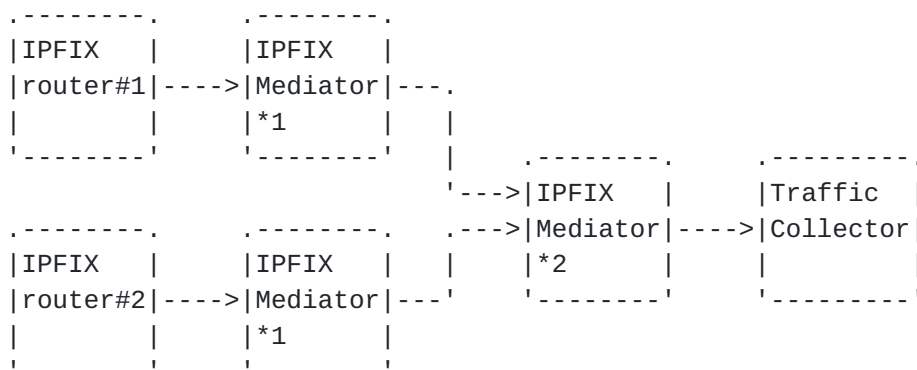 .--------.      .--------.
|IPFIX   |      |IPFIX   |
|router#1|---->|Mediator|---.
|        |      |*1      |   |
'--------'      '--------'   |    .--------.      .---------.
                             '--->|IPFIX   |      |Traffic  |
.--------.      .--------.   .--->|Mediator|---->|Collector|
|IPFIX   |      |IPFIX   |   |    |*2      |      |         |
|router#2|---->|Mediator|---'    '--------'      '---------'
|        |      |*1      |
'        '      '        '